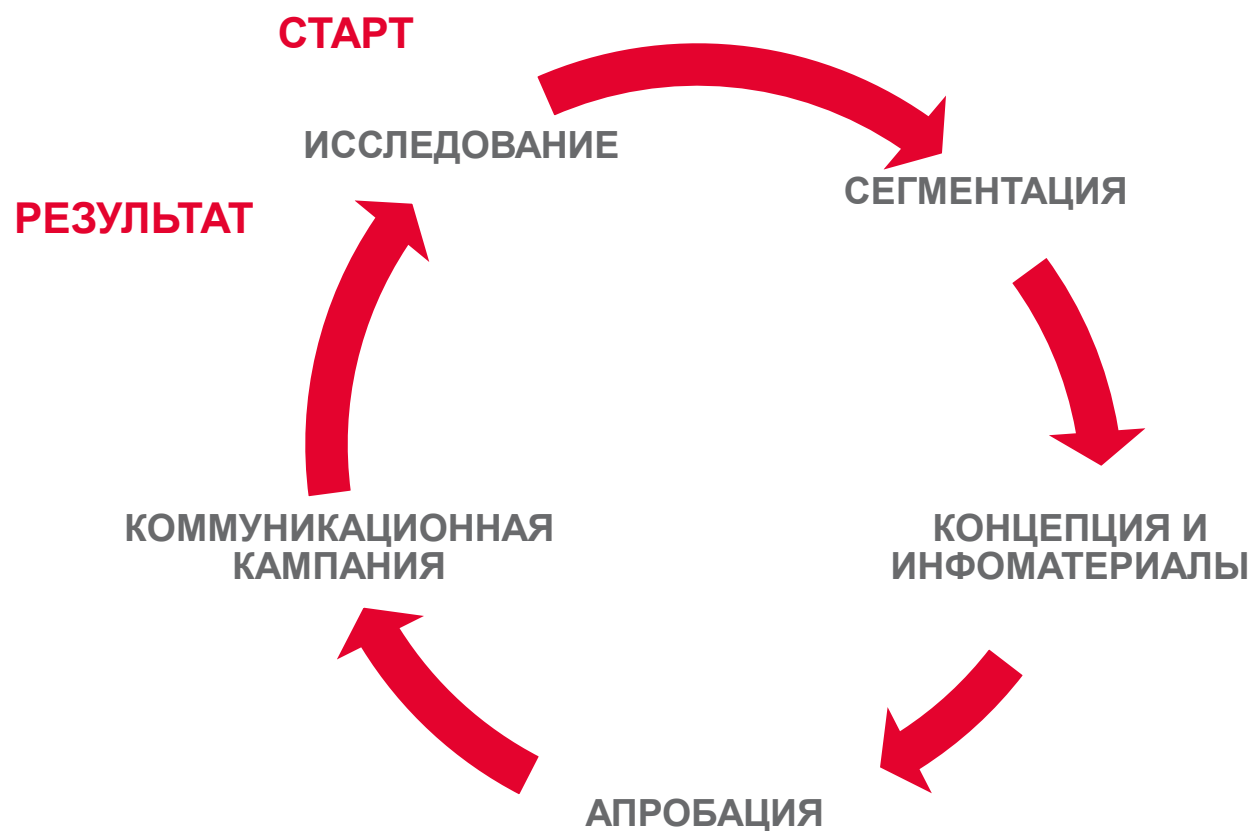 СТАРТ
ИССЛЕДОВАНИЕ
СЕГМЕНТАЦИЯ
РЕЗУЛЬТАТ
КОММУНИКАЦИОННАЯ
КАМПАНИЯ
КОНЦЕПЦИЯ И
ИНФОМАТЕРИАЛЫ
АПРОБАЦИЯ